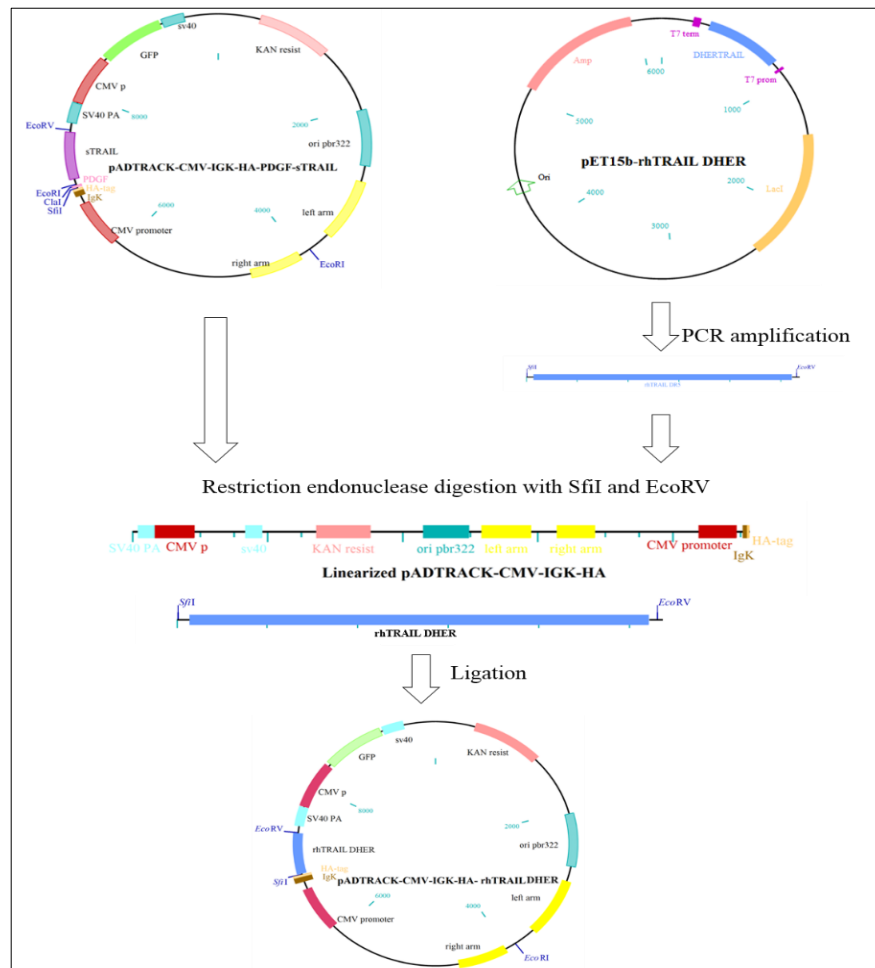 sv40
KAN resist
GFP
CMV p
SV40 PA
8000
2000
EcoRV
sTRAIL
ori pbr322
pADTRACK-CMV-IGK-HA-PDGF-sTRAIL
PDGF
EcoRI
HA-tag
ClaI
IgK
SfiI
6000
4000
left arm
CMV promoter
right arm
EcoRI
T7 term
DHERTRAIL
Amp
6000
T7 prom
5000
1000
pET15b-rhTRAIL DHER
Ori
2000
LacI
4000
3000
PCR amplification
SfiI
EcoRV
Restriction endonuclease digestion with SfiI and EcoRV
SV40 PA
CMV p
sv40
KAN resist
ori pbr322
left arm
right arm
CMV promoter
HA-tag
IgK
Linearized pADTRACK-CMV-IGK-HA
SfiI
EcoRV
rhTRAIL DHER
Ligation
sv40
GFP
KAN resist
CMV p
8000
SV40 PA
2000
EcoRV
ori pbr322
rhTRAIL DHER
HA-tag
IgK
pADTRACK-CMV-IGK-HA- rhTRAILDHER
SfiI
6000
left arm
4000
CMV promoter
right arm
EcoRI